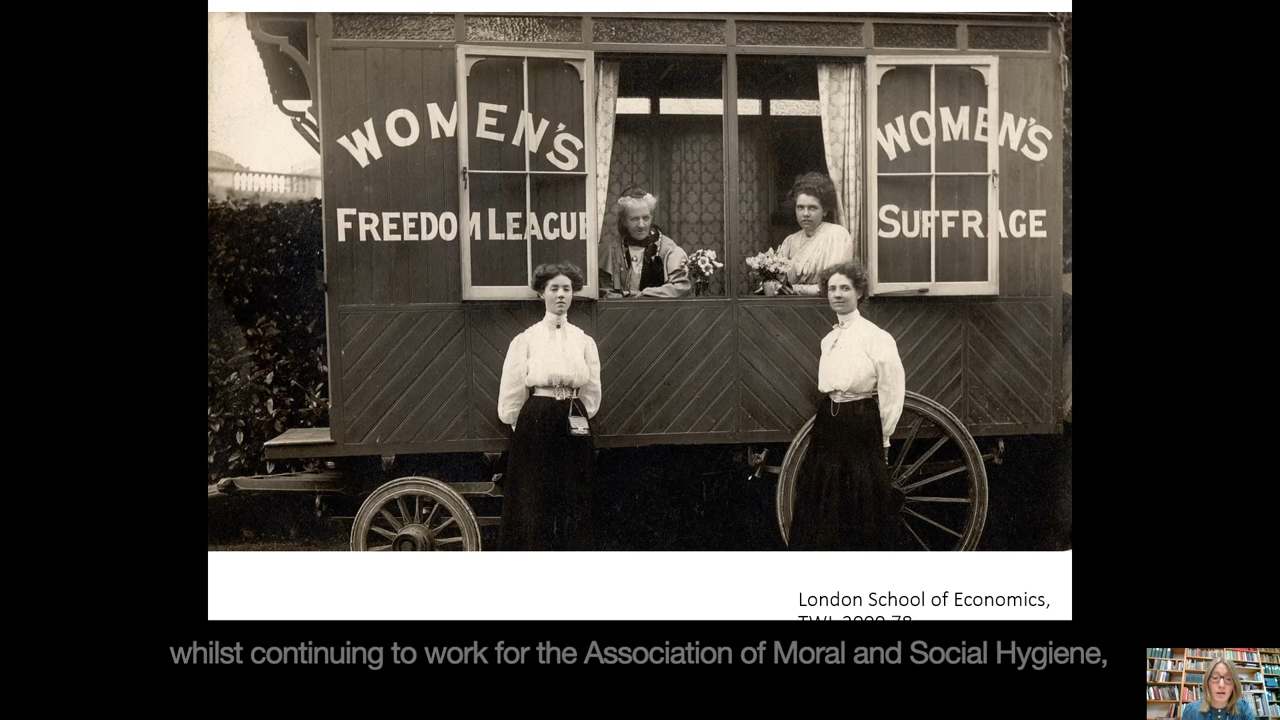 WOMEN'S
FREEDOM LEAGUE
WOMEN'S
SUFFRAGE
London School of Economics,
whilst continuing to work for the Association of Moral and Social Hygiene,